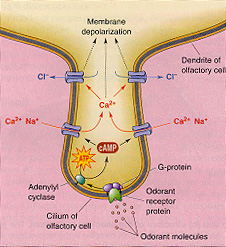 Membrane
depolarization
Dendrite of
olfactory cell
Cl⁻
Cl⁻
Ca²⁺
Ca²⁺ Na⁺
Ca²⁺ Na⁺
cAMP
ATP
G-protein
Adenylyl
cyclase
Odorant
receptor
protein
Cilium of
olfactory cell
Odorant molecules